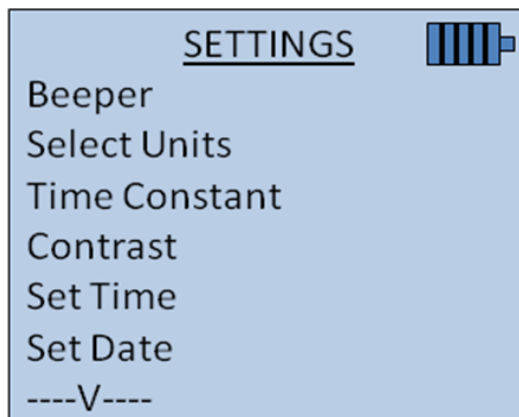 SETTINGS
Beeper
Select Units
Time Constant
Contrast
Set Time
Set Date
----V----